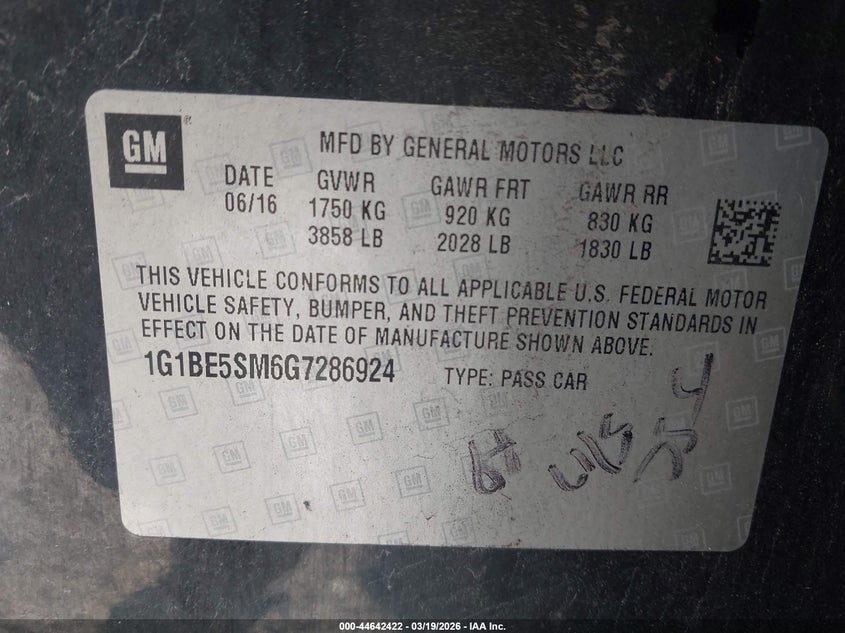 GM
MFD BY GENERAL MOTORS LLC
DATE GVWR GAWR FRT GAWR RR
06/16 1750 KG 920 KG 830 KG
3858 LB 2028 LB 1830 LB
THIS VEHICLE CONFORMS TO ALL APPLICABLE U.S. FEDERAL MOTOR
VEHICLE SAFETY, BUMPER, AND THEFT PREVENTION STANDARDS IN
EFFECT ON THE DATE OF MANUFACTURE SHOWN ABOVE.
1G1BE5SM6G7286924 TYPE: PASS CAR
000-44642422 - 03/19/2026 - IAA Inc.